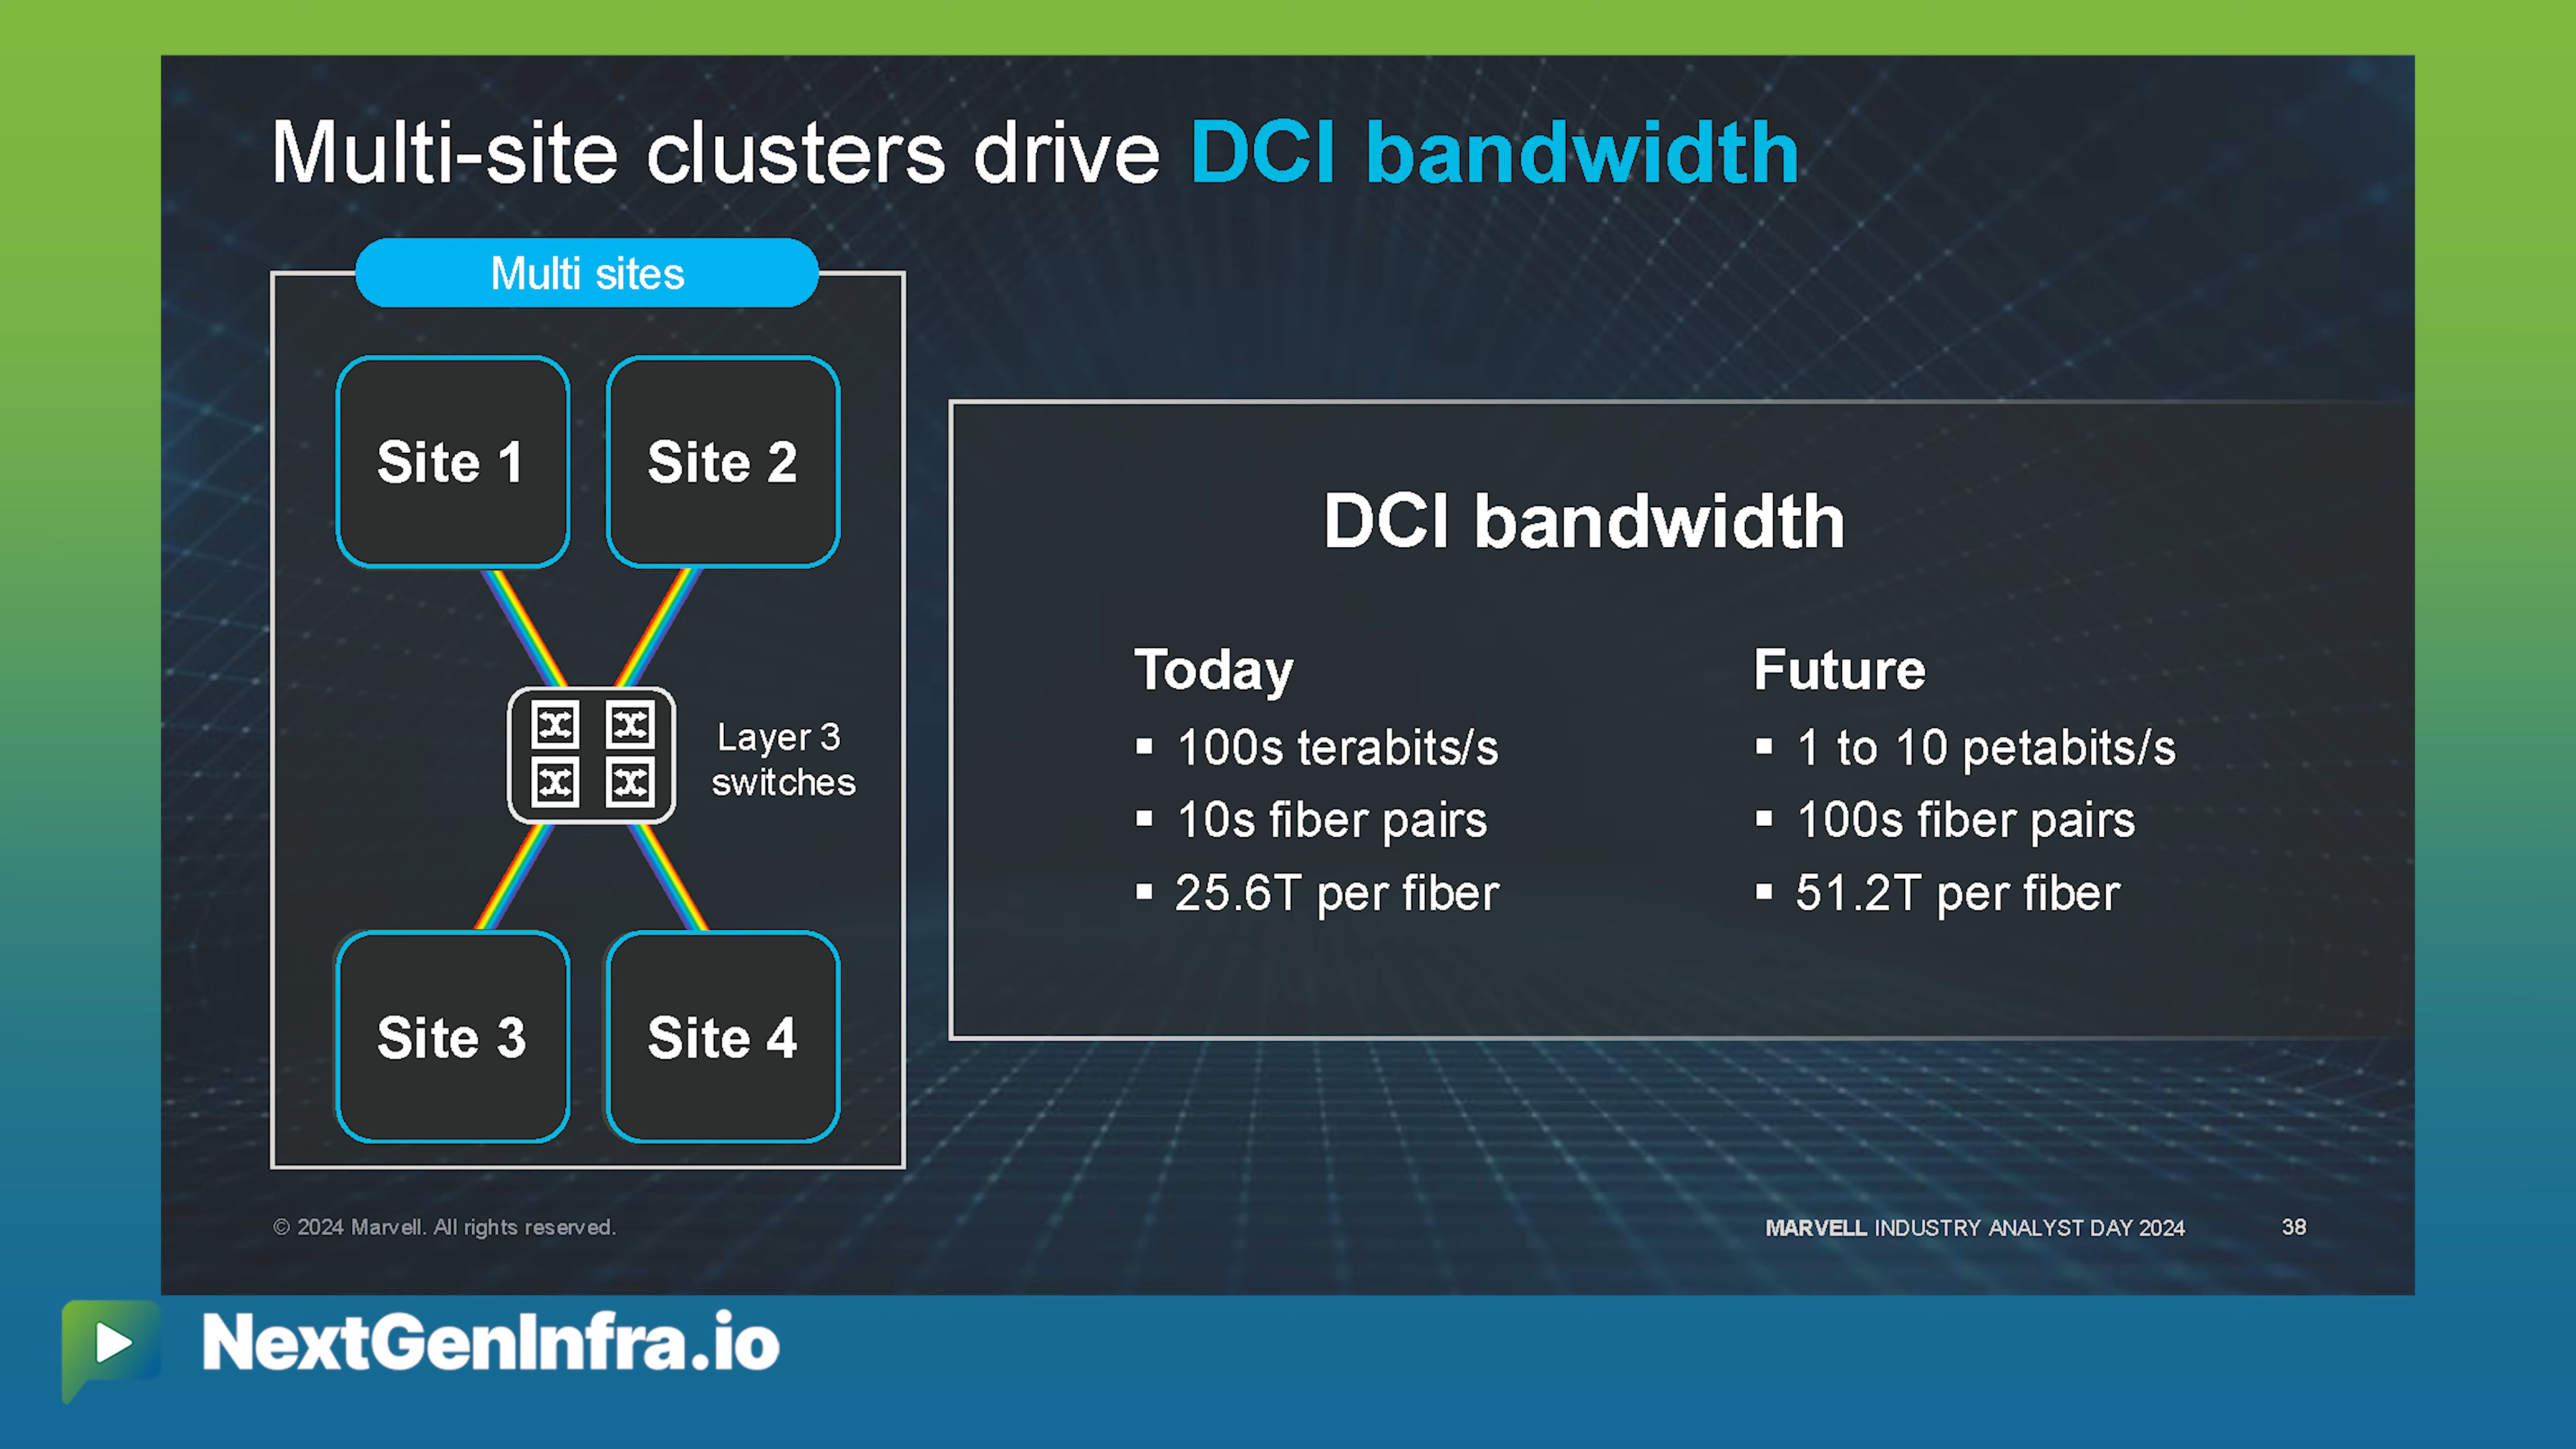 Multi-site clusters drive DCI bandwidth
Multi sites
Site 1
Site 2
Layer 3
switches
Site 3
Site 4
DCI bandwidth
Today
▪ 100s terabits/s
▪ 10s fiber pairs
▪ 25.6T per fiber
Future
▪ 1 to 10 petabits/s
▪ 100s fiber pairs
▪ 51.2T per fiber
© 2024 Marvell. All rights reserved.
MARVELL INDUSTRY ANALYST DAY 2024
38
NextGenInfra.io